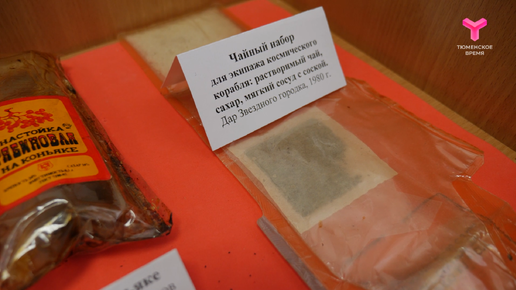 ТЮМЕНСКОЕ
ВРЕМЯ
Чайный набор
для экипажа космического
корабля: растворимый чай,
сахар, мягкий сосуд с соской.
Дар Звездного городка, 1980 г.
НАСТОЙКА
РЯБИНОВАЯ
НА КОНЬЯКЕ